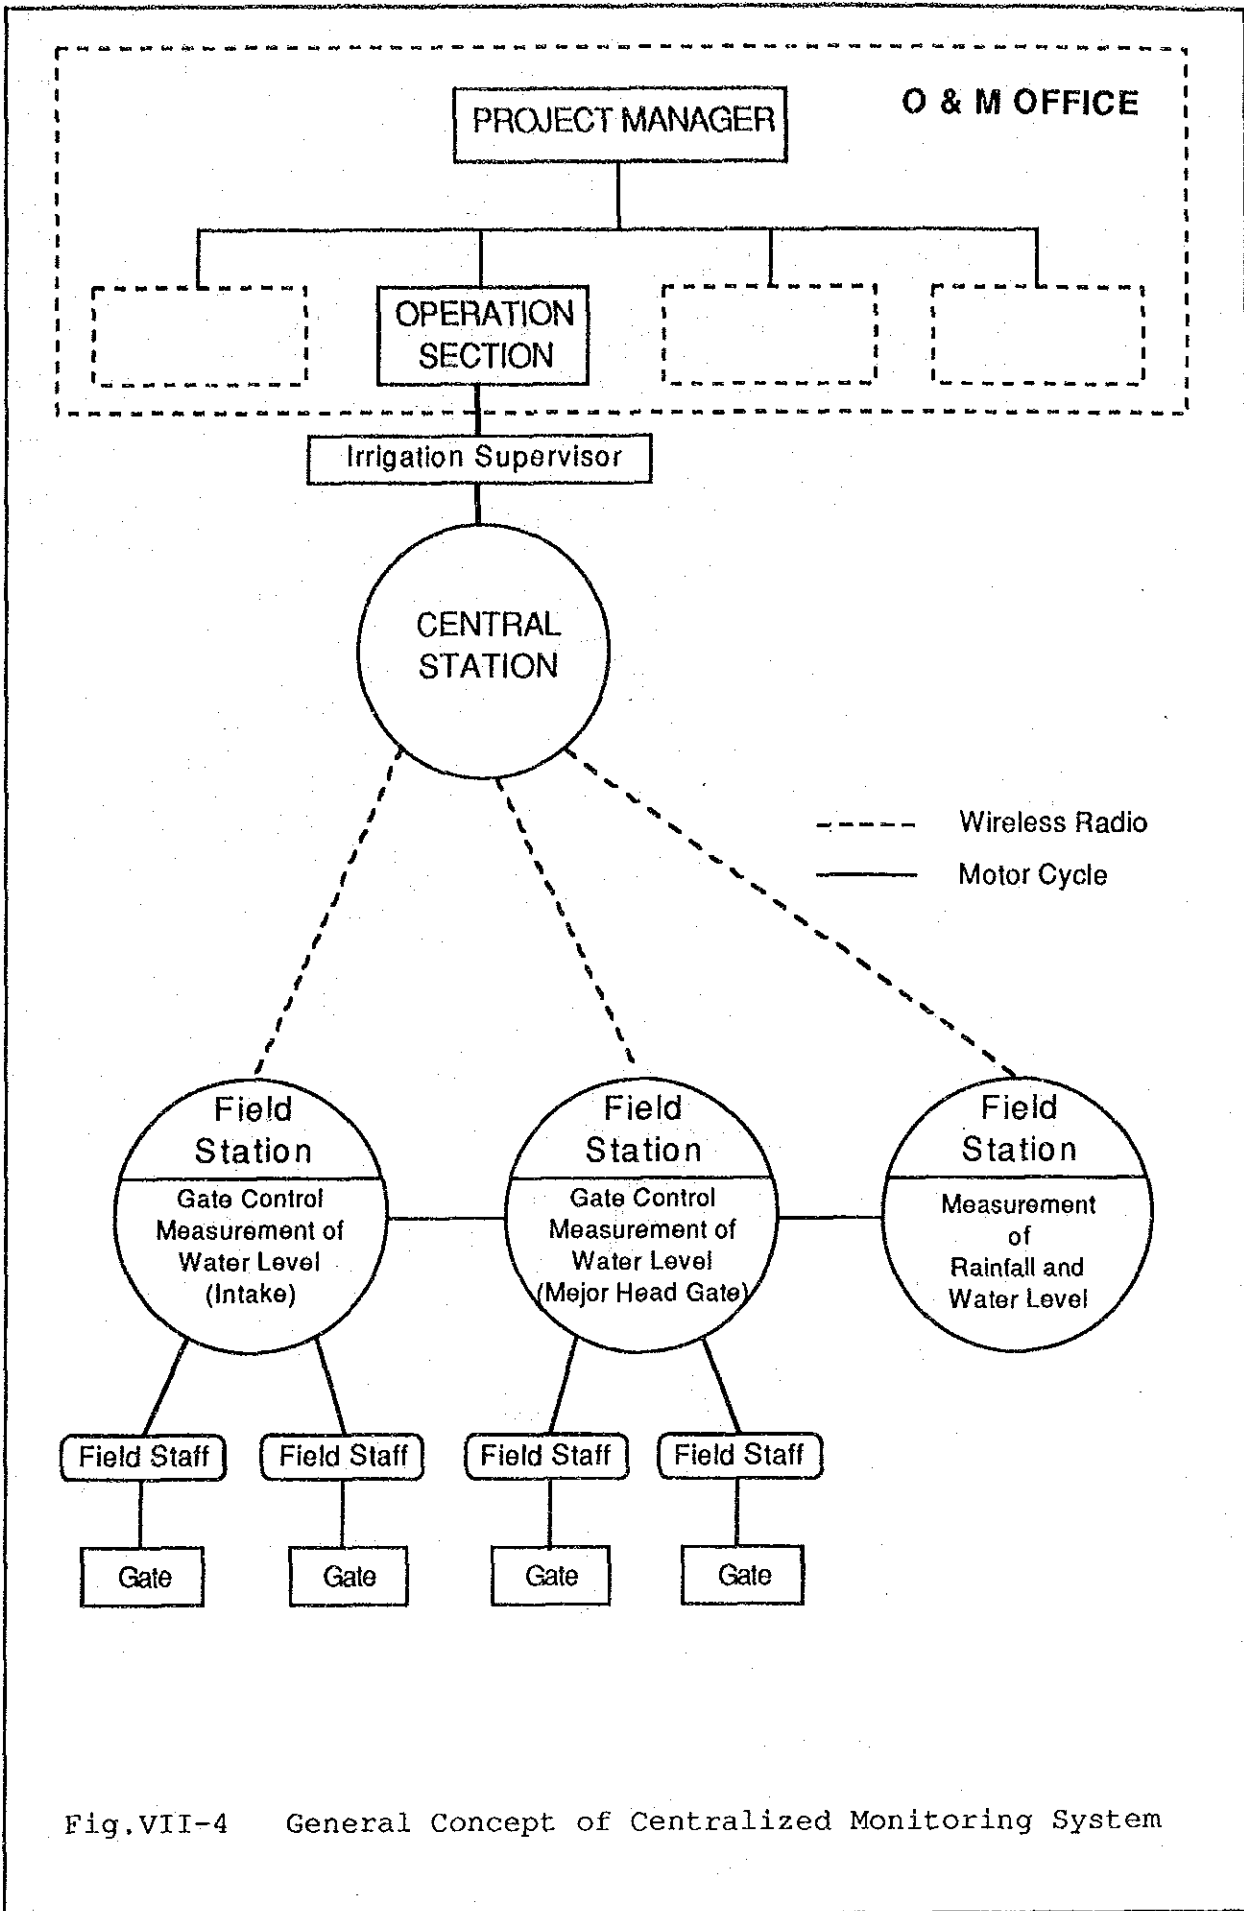 O & M OFFICE
PROJECT MANAGER
OPERATION
SECTION
Irrigation Supervisor
CENTRAL
STATION
Wireless Radio
Motor Cycle
Field
Station
Gate Control
Measurement of
Water Level
(Intake)
Field
Station
Gate Control
Measurement of
Water Level
(Mejor Head Gate)
Field
Station
Measurement
of
Rainfall and
Water Level
Field Staff
Field Staff
Field Staff
Field Staff
Gate
Gate
Gate
Gate
Fig.VII-4 General Concept of Centralized Monitoring System